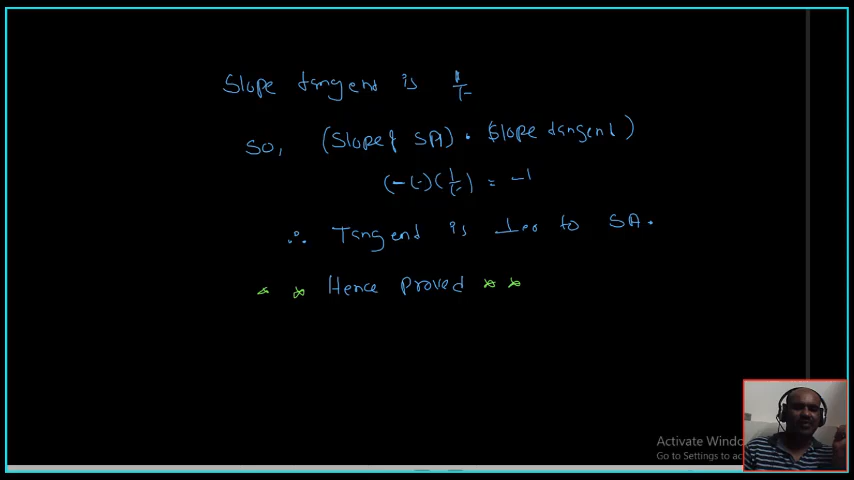 Slope tangent is 1/t
So, (Slope of SA) · (Slope tangent)
(-t)(1/t) = -1
∴ Tangent is ⊥er to SA.
Hence proved
Activate Windo
Go to Settings to ac